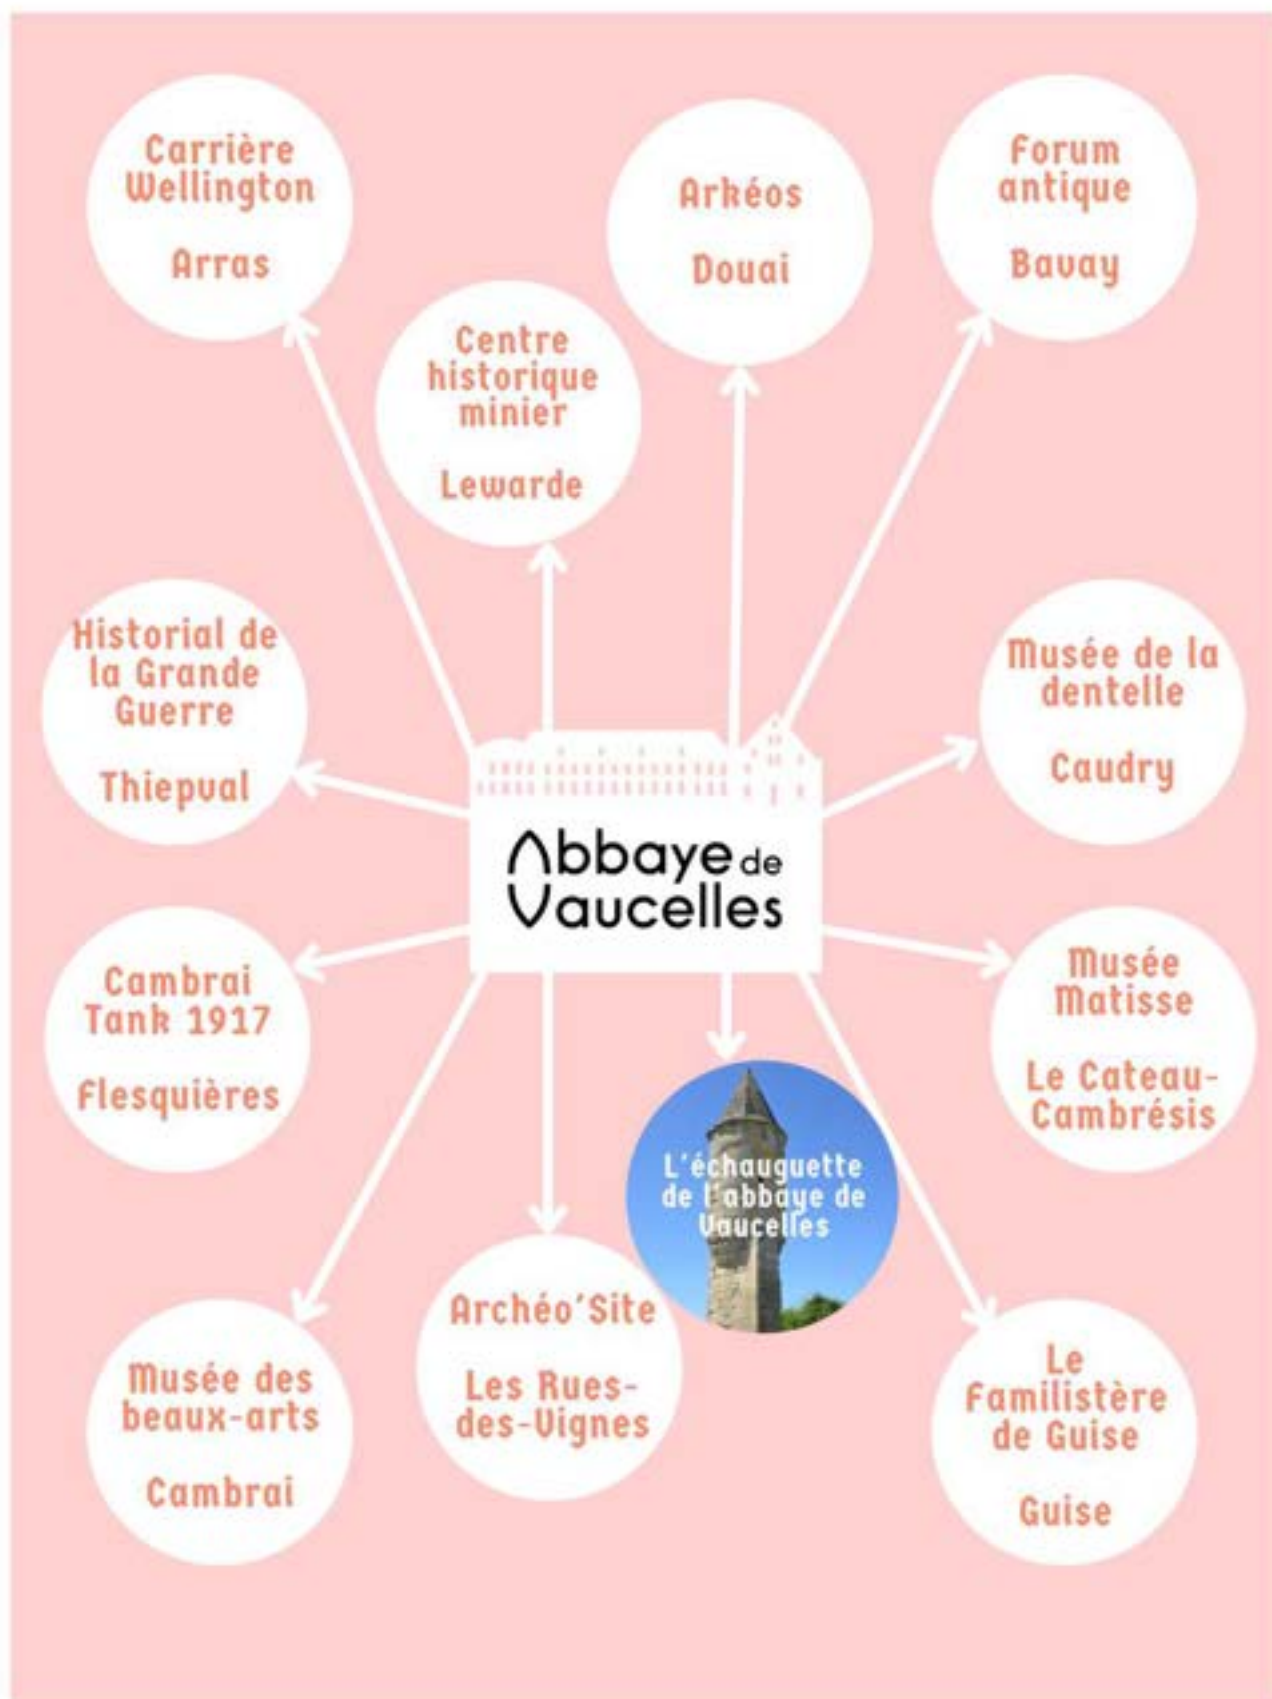 Carrière
Wellington
Arras
Arkéos
Douai
Forum
antique
Bavay
Centre
historique
minier
Lewarde
Historial de
la Grande
Guerre
Thiepval
Musée de la
dentelle
Caudry
Abbaye de
Vaucelles
Cambrai
Tank 1917
Flesquières
Musée
Matisse
Le Cateau-
Cambrésis
L'échauguette
de l'abbaye de
Vaucelles
Musée des
beaux-arts
Cambrai
Archéo'Site
Les Rues-
des-Vignes
Le
Familistère
de Guise
Guise